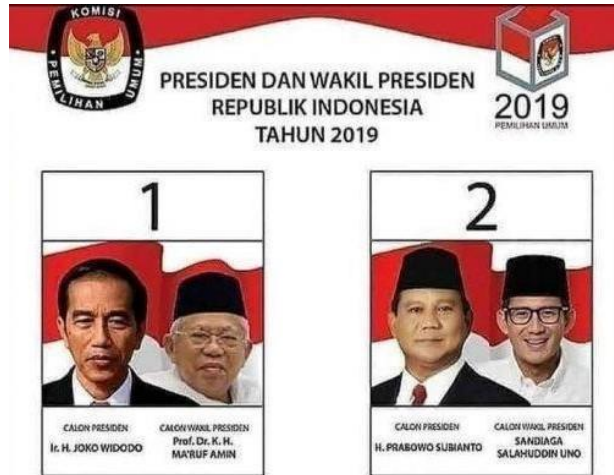 KOMISI
PEMILIHAN UMUM
PRESIDEN DAN WAKIL PRESIDEN
REPUBLIK INDONESIA
TAHUN 2019
2019
PEMILIHAN UMUM
1
2
CALON PRESIDEN
Ir. H. JOKO WIDODO
CALON WAKIL PRESIDEN
Prof. Dr. K. H.
MA'RUF AMIN
CALON PRESIDEN
H. PRABOWO SUBIANTO
CALON WAKIL PRESIDEN
SANDIAGA
SALAHUDDIN UNO